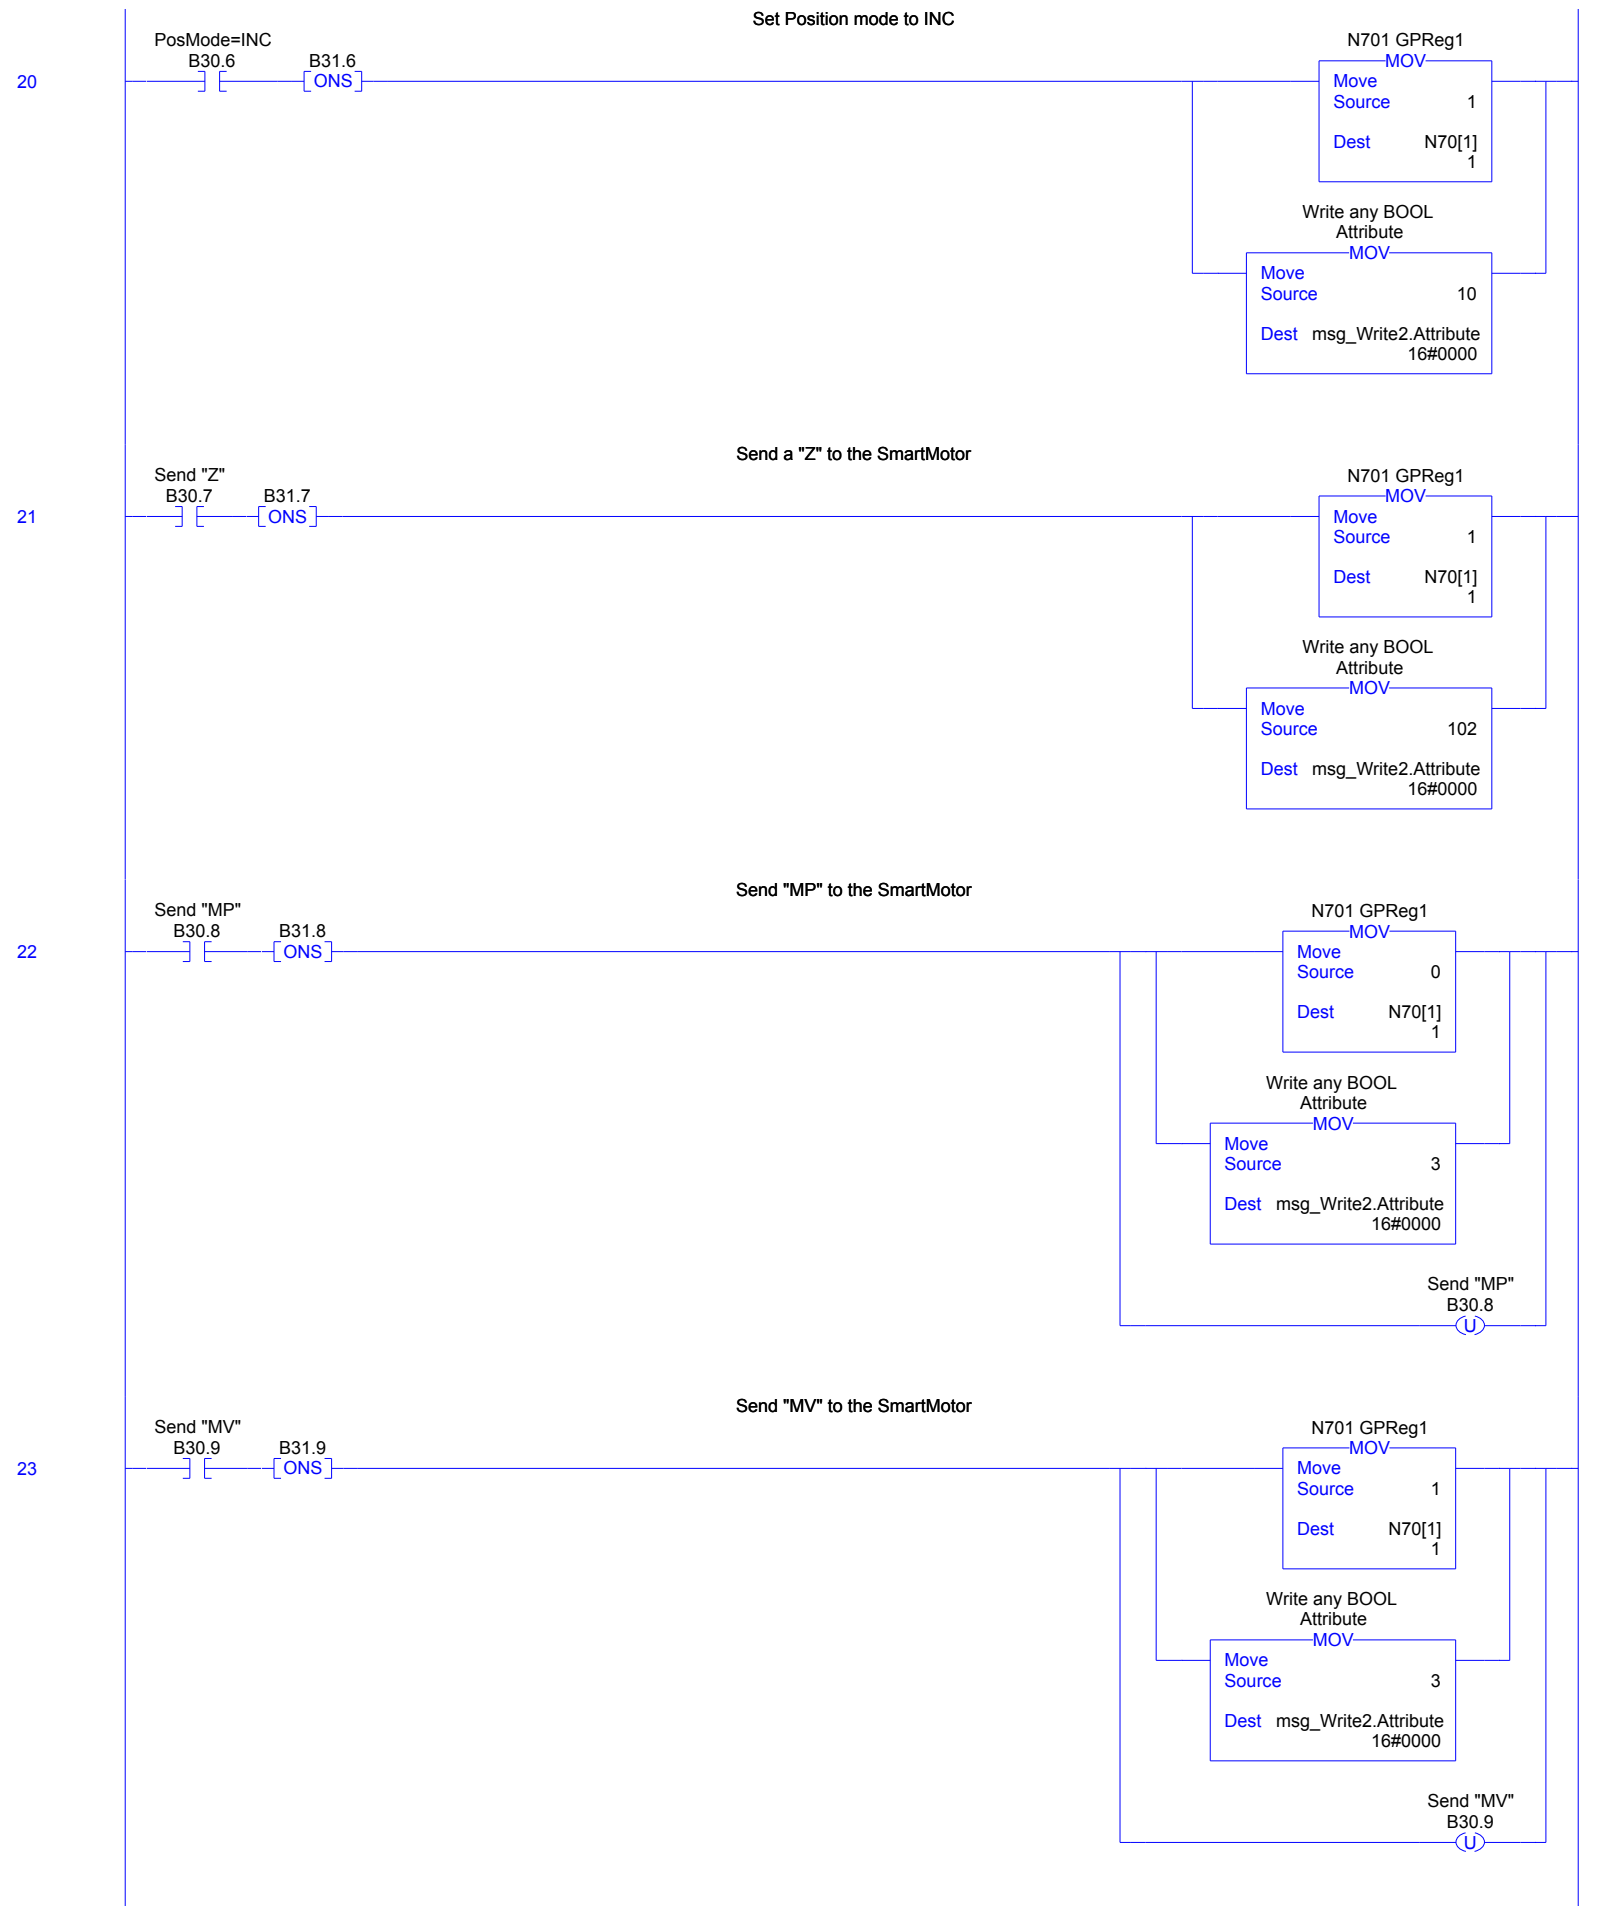 Set Position mode to INC
PosMode=INC
B30.6 B31.6
20
ONS
N701 GPReg1
MOV
Move
Source 1
Dest N70[1]
1
Write any BOOL
Attribute
MOV
Move
Source 10
Dest msg_Write2.Attribute
16#0000
Send a "Z" to the SmartMotor
Send "Z"
B30.7 B31.7
21
ONS
N701 GPReg1
MOV
Move
Source 1
Dest N70[1]
1
Write any BOOL
Attribute
MOV
Move
Source 102
Dest msg_Write2.Attribute
16#0000
Send "MP" to the SmartMotor
Send "MP"
B30.8 B31.8
22
ONS
N701 GPReg1
MOV
Move
Source 0
Dest N70[1]
1
Write any BOOL
Attribute
MOV
Move
Source 3
Dest msg_Write2.Attribute
16#0000
Send "MP"
B30.8
U
Send "MV" to the SmartMotor
Send "MV"
B30.9 B31.9
23
ONS
N701 GPReg1
MOV
Move
Source 1
Dest N70[1]
1
Write any BOOL
Attribute
MOV
Move
Source 3
Dest msg_Write2.Attribute
16#0000
Send "MV"
B30.9
U